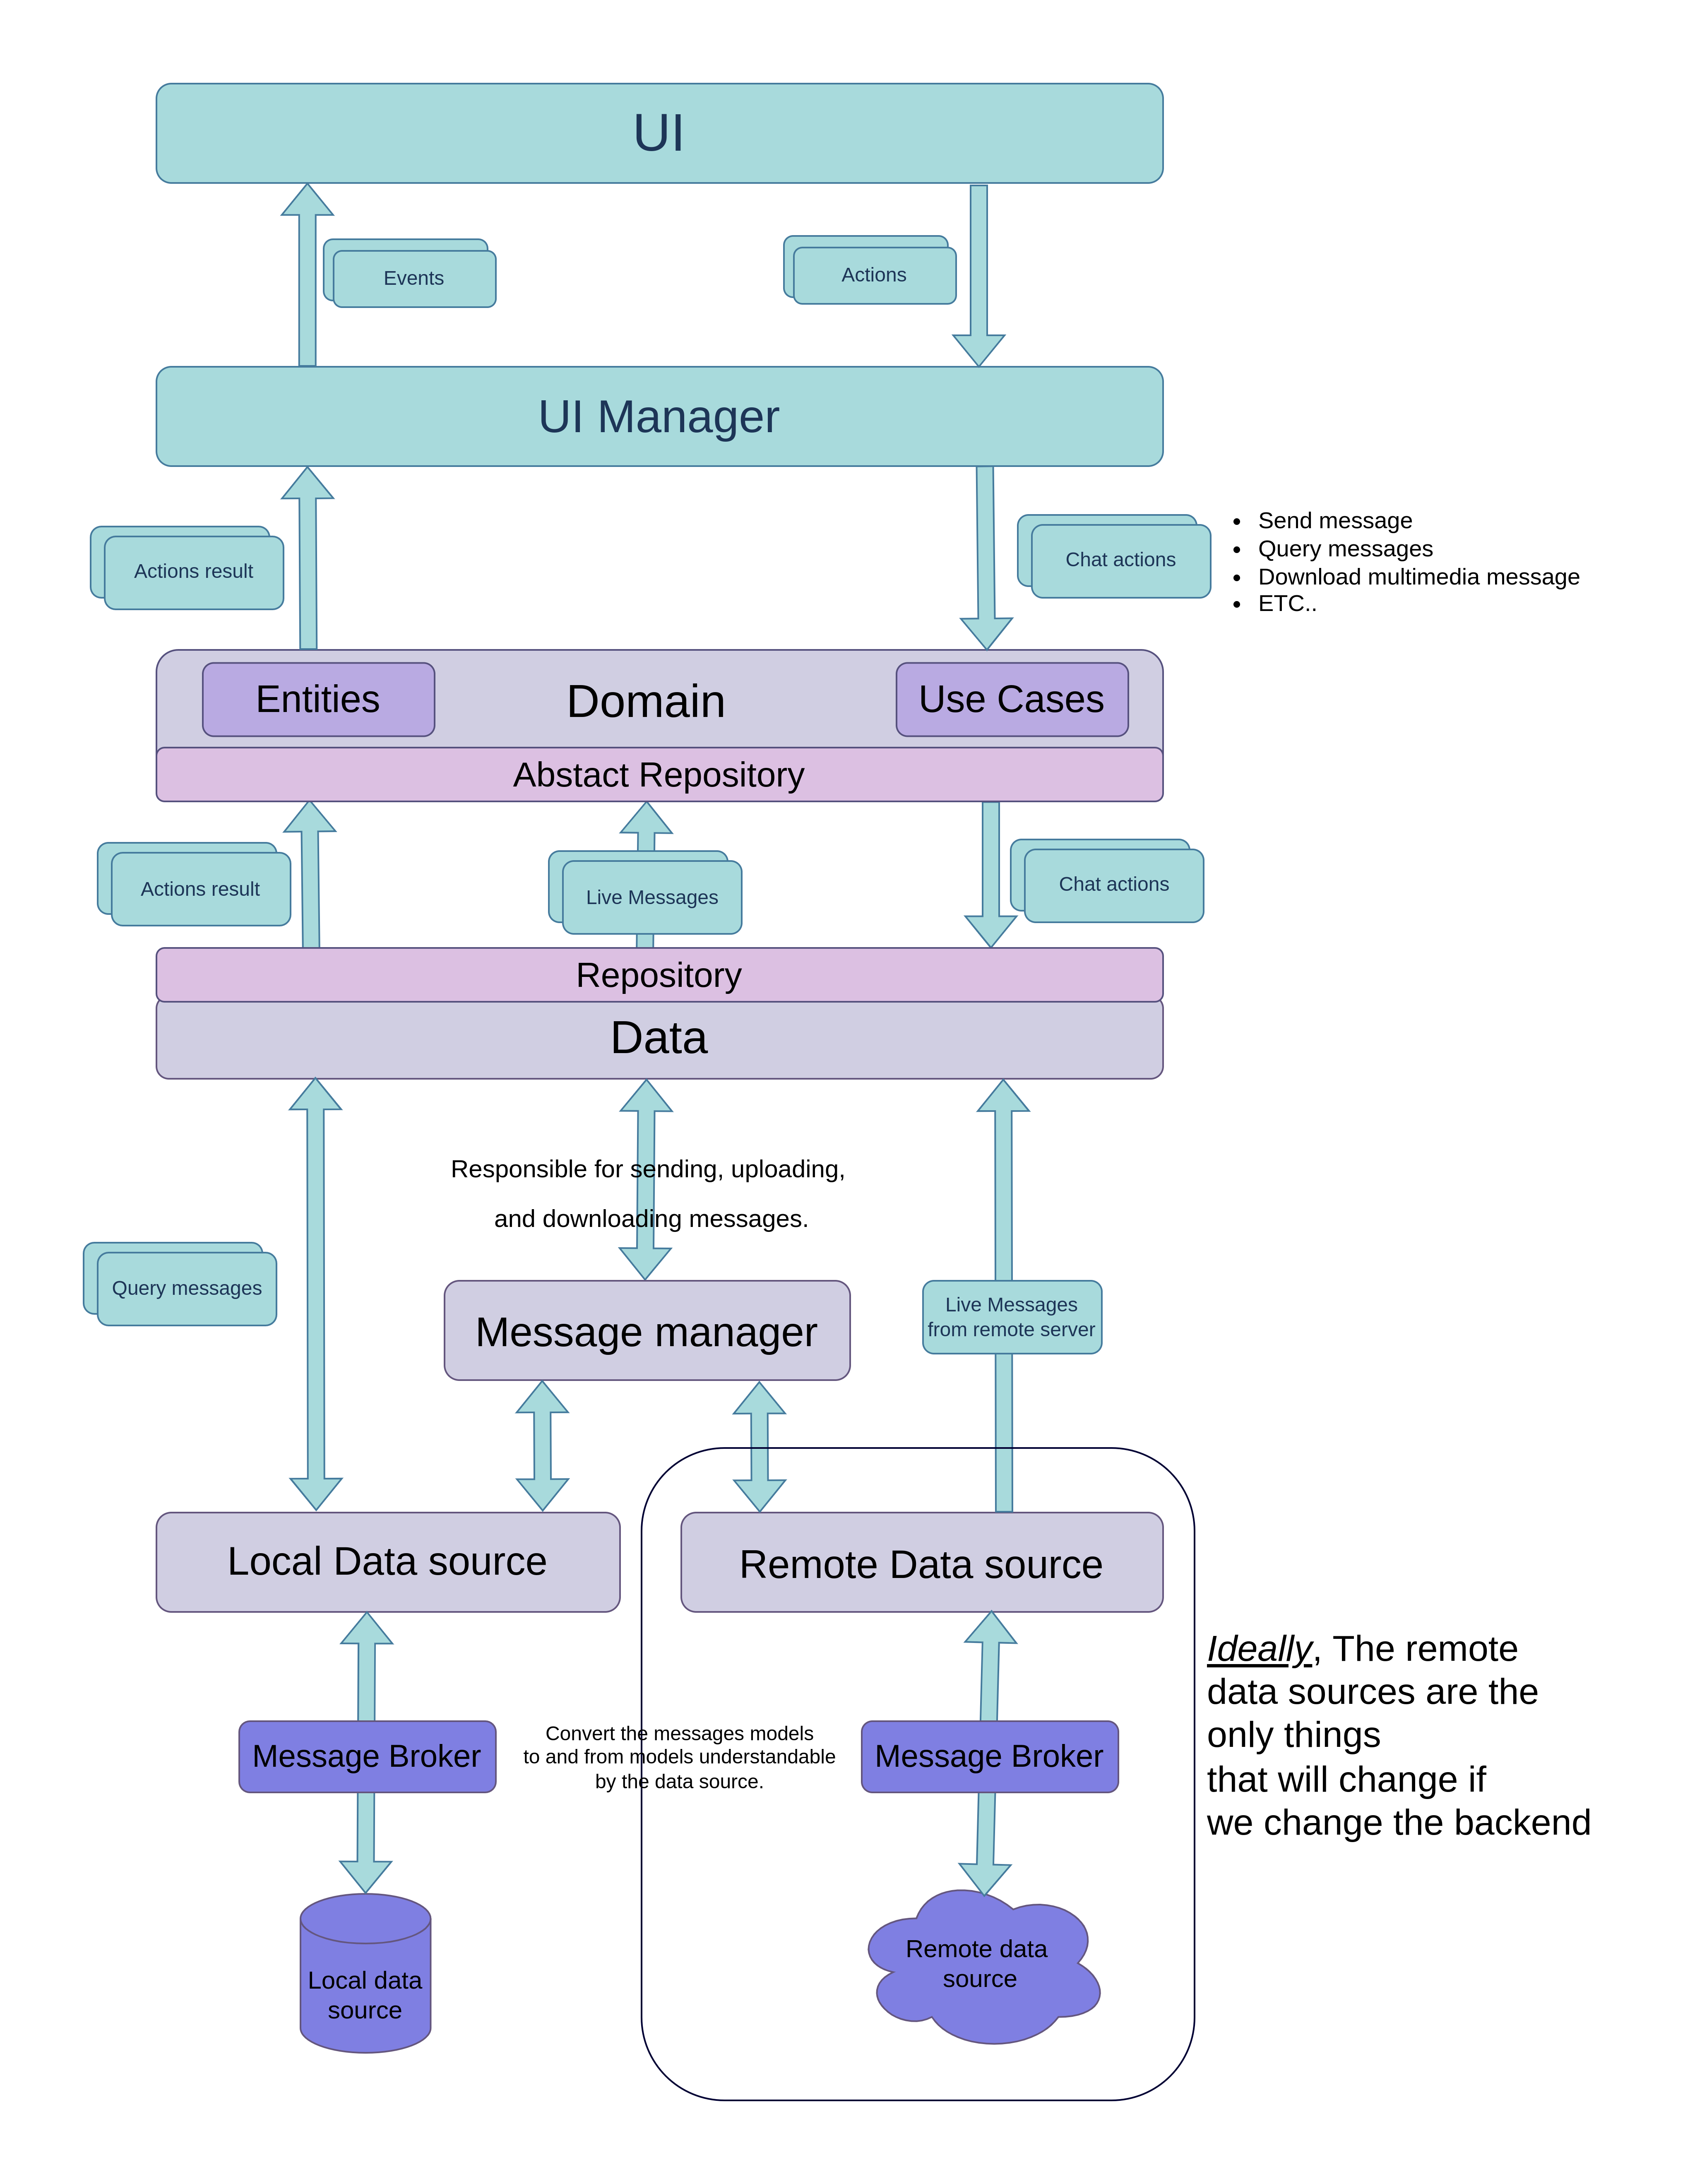 UI
Events
Actions
UI Manager
Actions result
Chat actions
• Send message
• Query messages
• Download multimedia message
• ETC..
Entities
Domain
Use Cases
Abstact Repository
Actions result
Live Messages
Chat actions
Repository
Data
Responsible for sending, uploading,
and downloading messages.
Query messages
Message manager
Live Messages
from remote server
Local Data source
Remote Data source
Ideally, The remote
data sources are the
only things
that will change if
we change the backend
Message Broker
Convert the messages models
to and from models understandable
by the data source.
Message Broker
Local data
source
Remote data
source